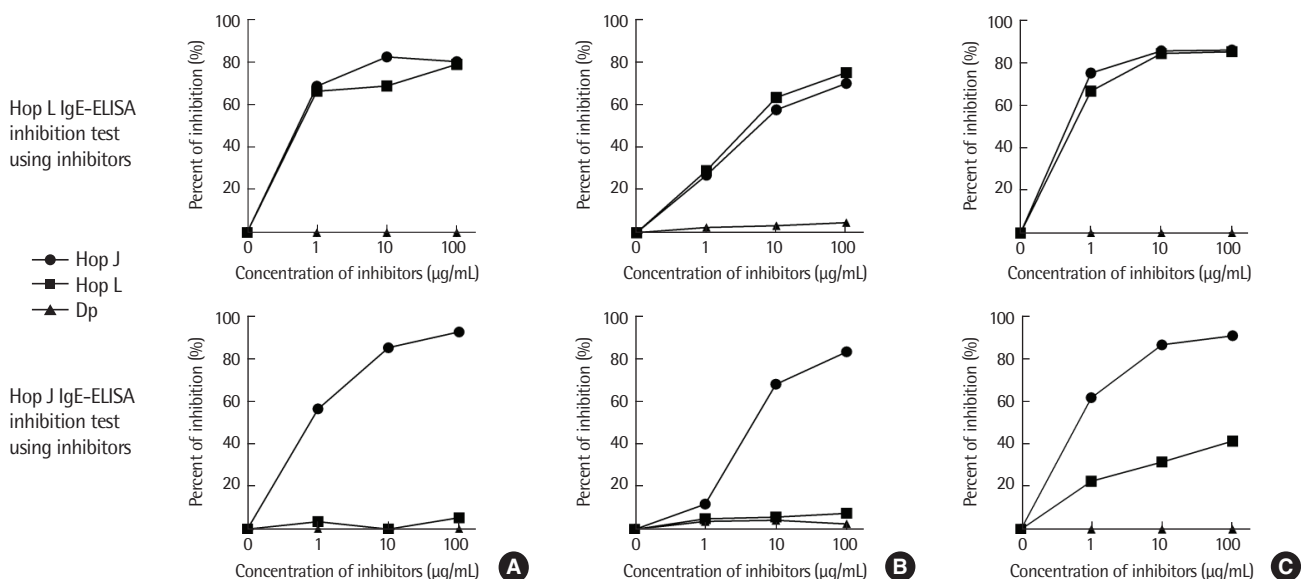 Hop L IgE-ELISA
inhibition test
using inhibitors
Hop J
Hop L
Dp
Hop J IgE-ELISA
inhibition test
using inhibitors
Percent of inhibition (%)
100
80
60
40
20
0
1
10
100
Concentration of inhibitors (µg/mL)
Percent of inhibition (%)
100
80
60
40
20
0
1
10
100
Concentration of inhibitors (µg/mL)
Percent of inhibition (%)
100
80
60
40
20
0
1
10
100
Concentration of inhibitors (µg/mL)
Percent of inhibition (%)
100
80
60
40
20
0
1
10
100
Concentration of inhibitors (µg/mL)
A
Percent of inhibition (%)
100
80
60
40
20
0
1
10
100
Concentration of inhibitors (µg/mL)
B
Percent of inhibition (%)
100
80
60
40
20
0
1
10
100
Concentration of inhibitors (µg/mL)
C